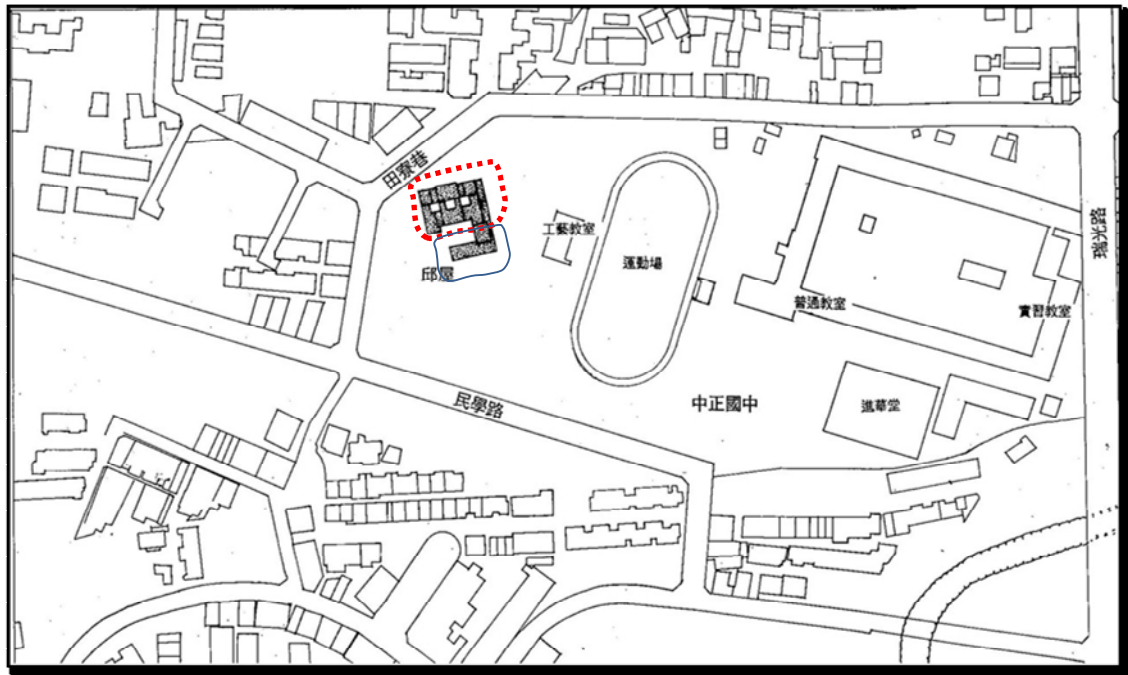 田寮巷
瑞光路
工藝教室
運動場
邱屋
普通教室
實習教室
民學路
中正國中
進華堂